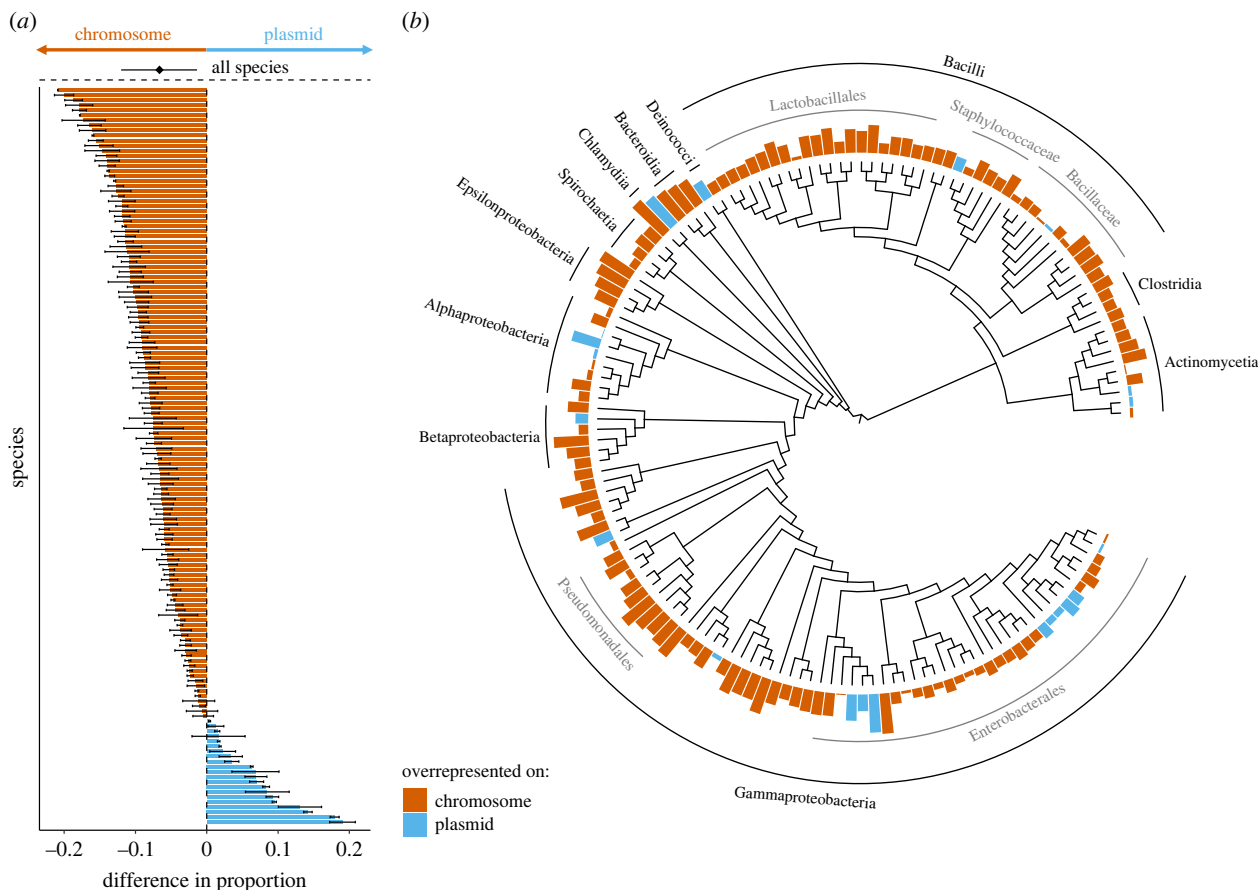 (a)
chromosome
plasmid
all species
species
−0.2
−0.1
0
0.1
0.2
difference in proportion
(b)
Bacilli
Lactobacillales
Staphylococcaceae
Bacillaceae
Clostridia
Actinomycetia
Deinococci
Bacteroidia
Chlamydiia
Spirochaetia
Epsilonproteobacteria
Alphaproteobacteria
Betaproteobacteria
Pseudomonadales
Enterobacterales
Gammaproteobacteria
overrepresented on:
chromosome
plasmid